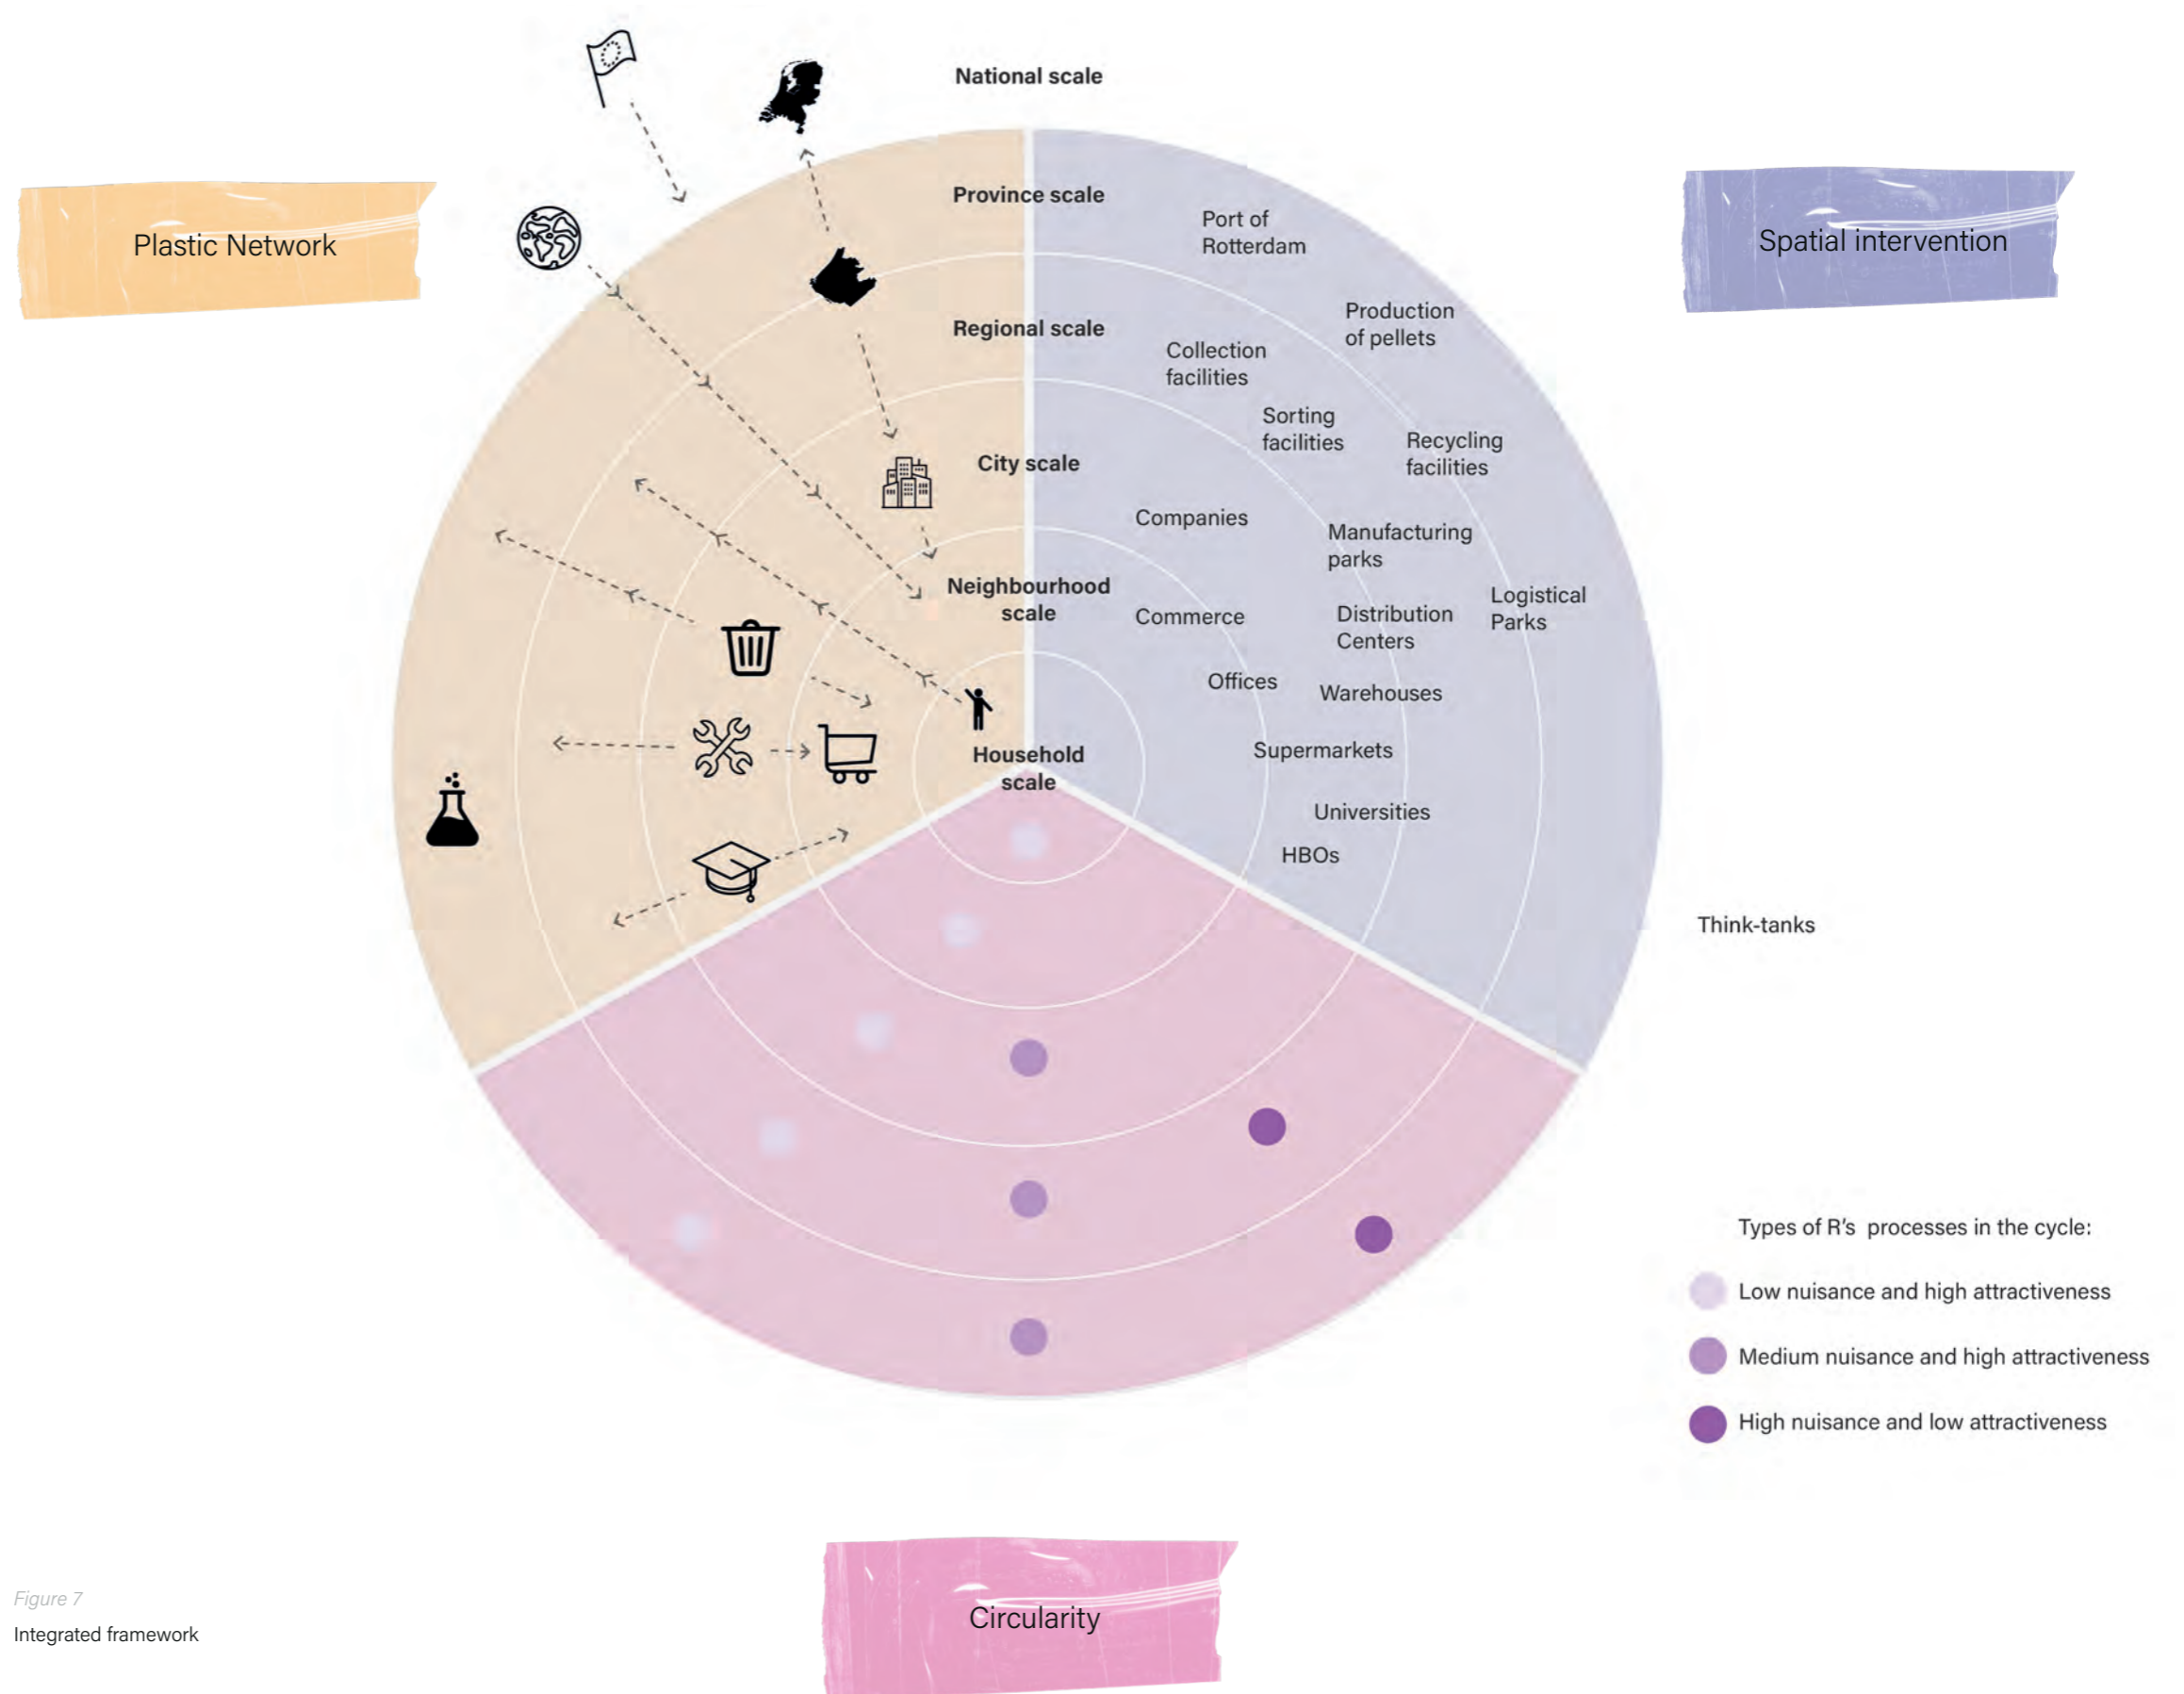 National scale
Province scale
Port of
Rotterdam
Plastic Network
Spatial intervention
Regional scale
Production
of pellets
Collection
facilities
Sorting
facilities
Recycling
facilities
City scale
Companies
Manufacturing
parks
Neighbourhood
scale
Commerce
Distribution
Centers
Logistical
Parks
Offices
Warehouses
Household
scale
Supermarkets
Universities
HBOs
Think-tanks
Types of R's processes in the cycle:
Low nuisance and high attractiveness
Medium nuisance and high attractiveness
High nuisance and low attractiveness
Circularity
Figure 7
Integrated framework